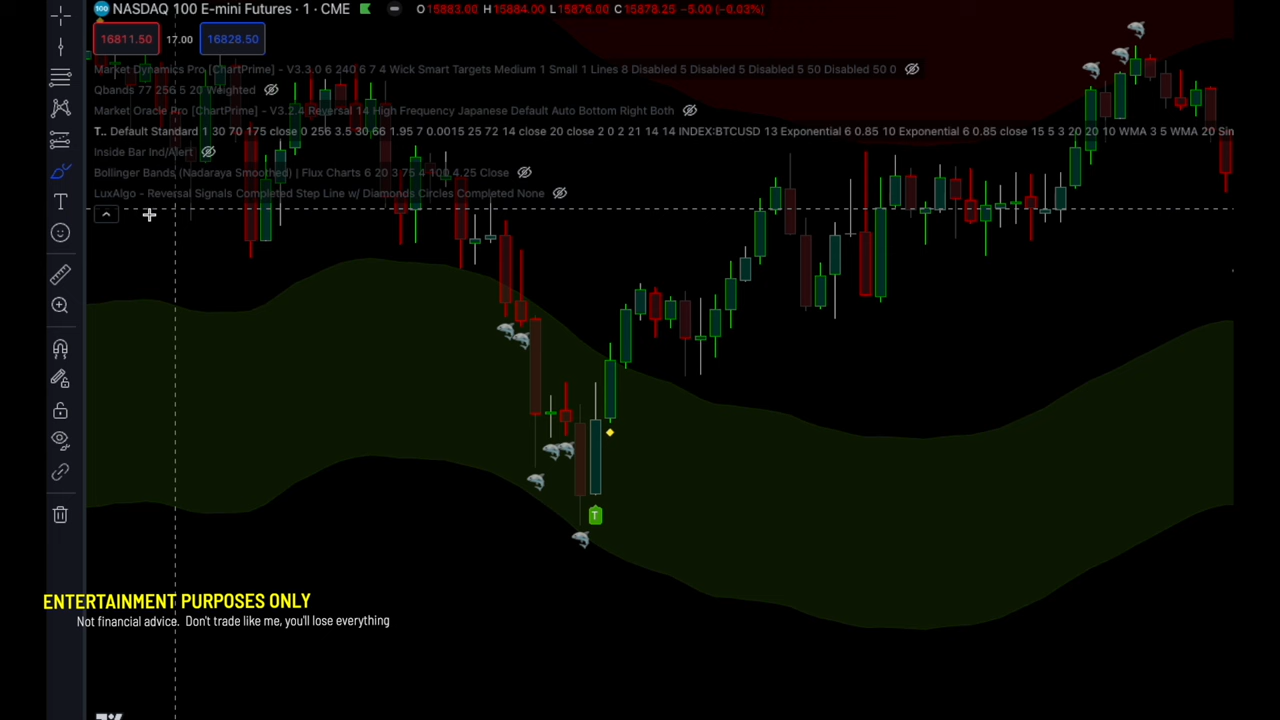 100 NASDAQ 100 E-mini Futures · 1 · CME O15883.00 H15884.00 L15876.00 C15878.25 −5.00 (−0.03%)
16811.50 17.00 16828.50
Market Dynamics Pro [ChartPrime] - V3.3.0 6 240 6 7 4 Wick Smart Targets Medium 1 Small 1 Lines 8 Disabled 5 Disabled 5 Disabled 5 50 Disabled 50 0
Qbands 77 256 5 20 Weighted
Market Oracle Pro [ChartPrime] - V3.2.4 Reversal 14 High Frequency Japanese Default Auto Bottom Right Both
T.. Default Standard 1 30 70 175 close 0 256 3.5 30 66 1.95 7 0.0015 25 72 14 close 20 close 2 0 2 21 14 14 INDEX:BTCUSD 13 Exponential 6 0.85 10 Exponential 6 0.85 close 15 5 3 20 20 10 WMA 3 5 WMA 20 Sin
Inside Bar Ind/Alert
Bollinger Bands (Nadaraya Smoothed) | Flux Charts 6 20 3 75 4 100 4.25 Close
LuxAlgo - Reversal Signals Completed Step Line w/ Diamonds Circles Completed None
T
T
ENTERTAINMENT PURPOSES ONLY
Not financial advice. Don't trade like me, you'll lose everything